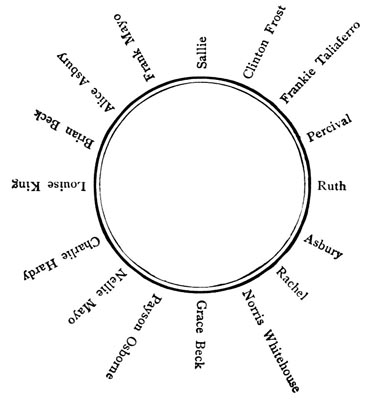 Sallie
Clinton Frost
Frankie Taliaferro
Percival
Ruth
Asbury
Rachel
Norris Whitehouse
Grace Beck
Payson Osborne
Nellie Mayo
Charlie Hardy
Louise King
Brian Beck
Alice Asbury
Frank Mayo